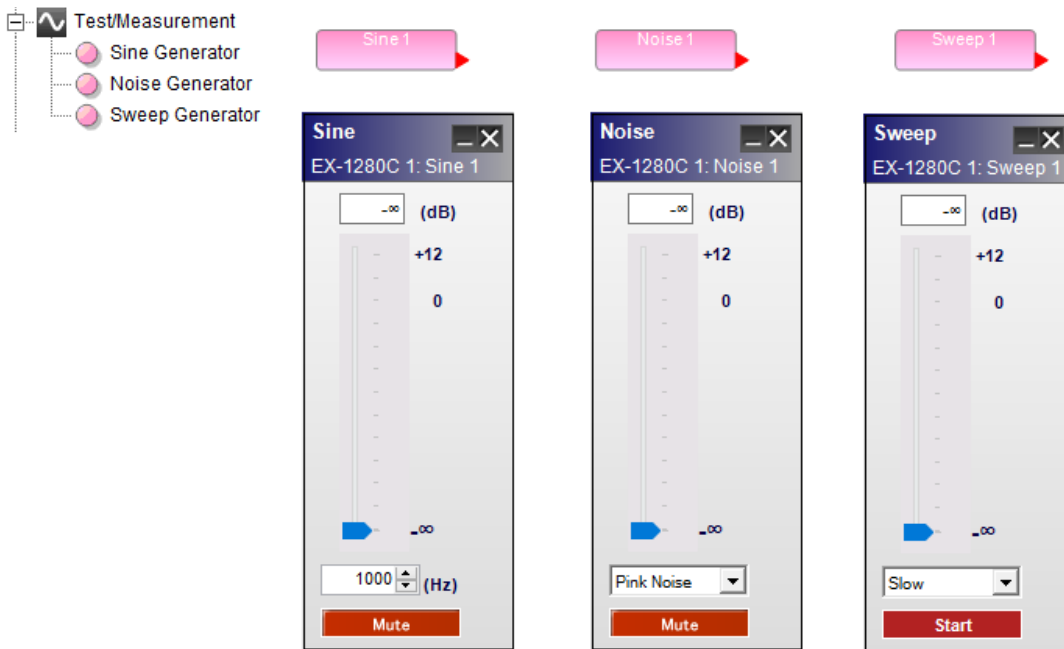 Test/Measurement
Sine Generator
Noise Generator
Sweep Generator
Sine 1
Noise 1
Sweep 1
Sine
EX-1280C 1: Sine 1
-∞ (dB)
+12
0
-∞
1000 (Hz)
Mute
Noise
EX-1280C 1: Noise 1
-∞ (dB)
+12
0
-∞
Pink Noise
Mute
Sweep
EX-1280C 1: Sweep 1
-∞ (dB)
+12
0
-∞
Slow
Start